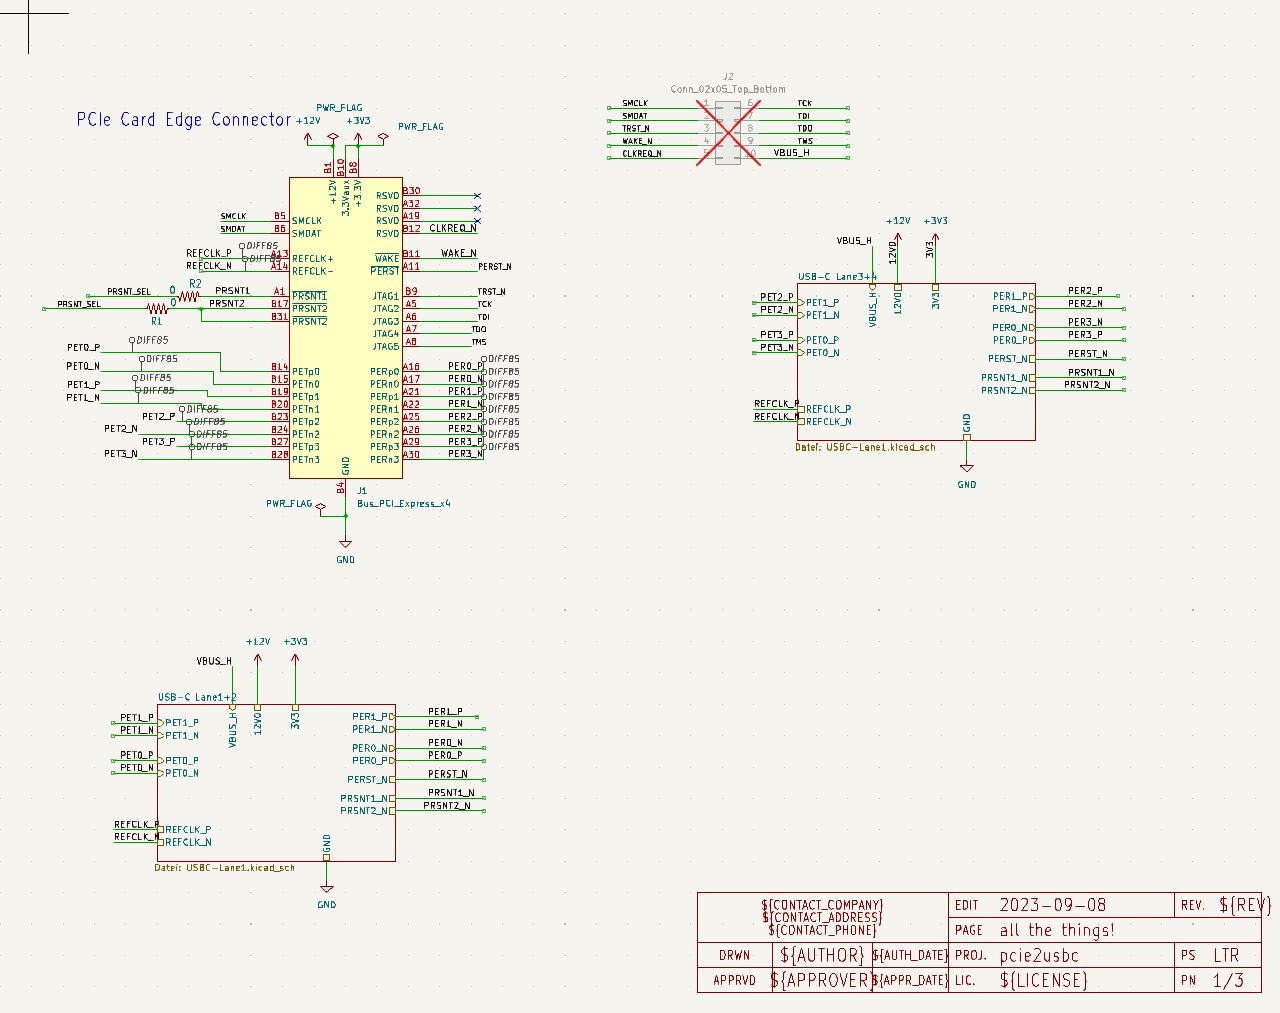 PCIe Card Edge Connector
PWR_FLAG
+12V
+3V3
PWR_FLAG
B1
B10
B8
+12V
3.3Vaux
+3.3V
SMCLK B5 SMCLK
SMDAT B6 SMDAT
REFCLK_P DIFF85 A13 REFCLK+
REFCLK_N DIFF85 A14 REFCLK-
PRSNT_SEL 0 R2 PRSNT1 A1 PRSNT1
PRSNT_SEL 0 R1 PRSNT2 B17 PRSNT2
B31 PRSNT2
PET0_P DIFF85 B14 PETp0
PET0_N DIFF85 B15 PETn0
PET1_P DIFF85 B19 PETp1
PET1_N DIFF85 B20 PETn1
PET2_P DIFF85 B23 PETp2
PET2_N DIFF85 B24 PETn2
PET3_P DIFF85 B27 PETp3
PET3_N DIFF85 B28 PETn3
RSVD B30
RSVD A32
RSVD A19
RSVD B12 CLKREQ_N
WAKE B11 WAKE_N
PERST A11 PERST_N
JTAG1 B9 TRST_N
JTAG2 A5 TCK
JTAG3 A6 TDI
JTAG4 A7 TDO
JTAG5 A8 TMS
PERp0 A16 PER0_P DIFF85
PERn0 A17 PER0_N DIFF85
PERp1 A21 PER1_P DIFF85
PERn1 A22 PER1_N DIFF85
PERp2 A25 PER2_P DIFF85
PERn2 A26 PER2_N DIFF85
PERp3 A29 PER3_P DIFF85
PERn3 A30 PER3_N DIFF85
GND
B4
J1
Bus_PCI_Express_x4
PWR_FLAG
GND
J2
Conn_02x05_Top_Bottom
SMCLK 1 6 TCK
SMDAT 2 7 TDI
TRST_N 3 8 TDO
WAKE_N 4 9 TMS
CLKREQ_N 5 10 VBUS_H
+12V
+3V3
VBUS_H
12V0
3V3
USB-C Lane3+4
VBUS_H
12V0
3V3
PET2_P PET1_P
PET2_N PET1_N
PET3_P PET0_P
PET3_N PET0_N
REFCLK_P REFCLK_P
REFCLK_N REFCLK_N
PER1_P PER2_P
PER1_N PER2_N
PER0_N PER3_N
PER0_P PER3_P
PERST_N PERST_N
PRSNT1_N PRSNT1_N
PRSNT2_N PRSNT2_N
GND
Datei: USBC-Lane1.kicad_sch
GND
+12V
+3V3
VBUS_H
USB-C Lane1+2
VBUS_H
12V0
3V3
PET1_P PET1_P
PET1_N PET1_N
PET0_P PET0_P
PET0_N PET0_N
REFCLK_P REFCLK_P
REFCLK_N REFCLK_N
PER1_P PER1_P
PER1_N PER1_N
PER0_N PER0_N
PER0_P PER0_P
PERST_N PERST_N
PRSNT1_N PRSNT1_N
PRSNT2_N PRSNT2_N
GND
Datei: USBC-Lane1.kicad_sch
GND
${CONTACT_COMPANY}
${CONTACT_ADDRESS}
${CONTACT_PHONE}
EDIT 2023-09-08 REV. ${REV}
PAGE all the things!
DRWN ${AUTHOR} ${AUTH_DATE} PROJ. pcie2usbc PS LTR
APPRVD ${APPROVER} ${APPR_DATE} LIC. ${LICENSE} PN 1/3